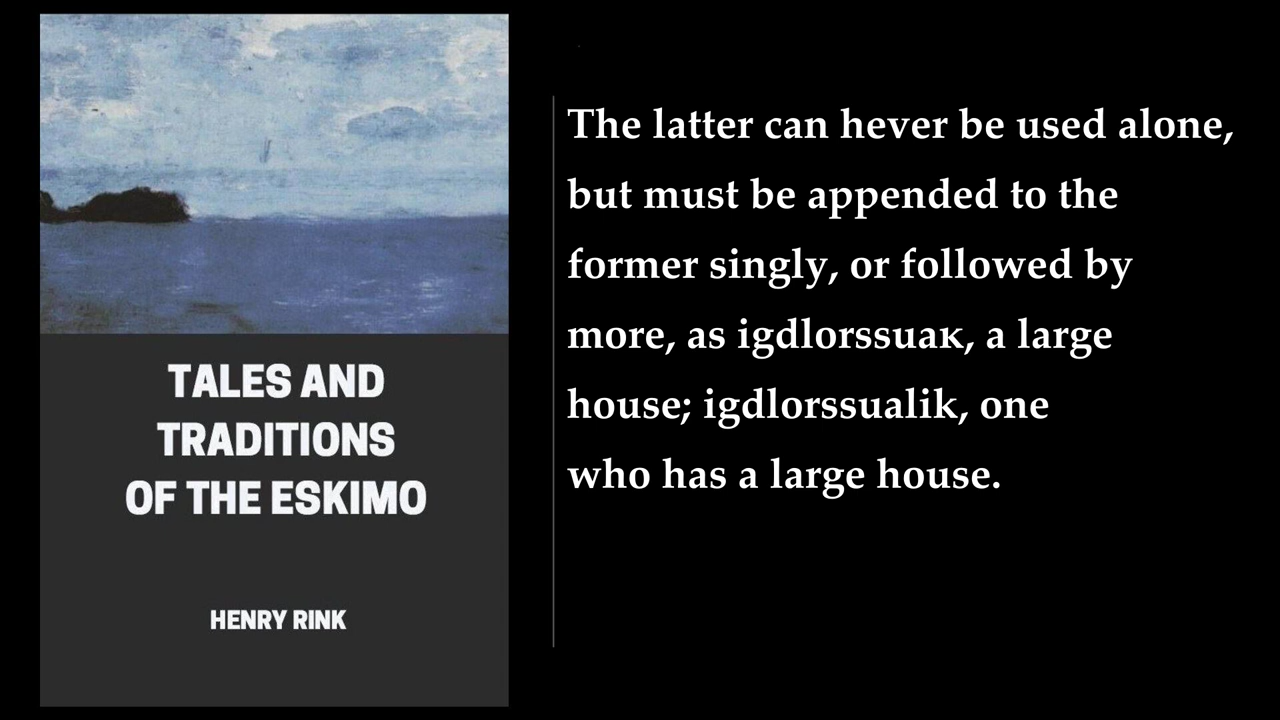 TALES AND
TRADITIONS
OF THE ESKIMO
HENRY RINK
The latter can hever be used alone,
but must be appended to the
former singly, or followed by
more, as igdlorssuaĸ, a large
house; igdlorssualik, one
who has a large house.